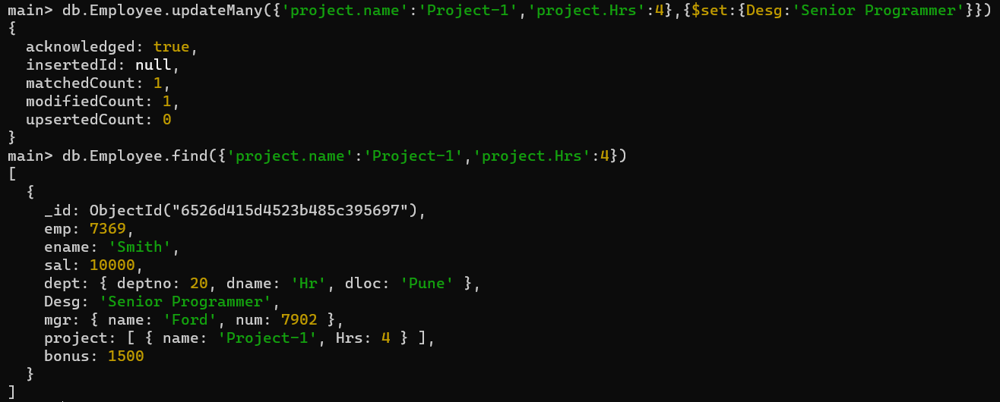 main> db.Employee.updateMany({'project.name':'Project-1','project.Hrs':4},{$set:{Desg:'Senior Programmer'}})
{
  acknowledged: true,
  insertedId: null,
  matchedCount: 1,
  modifiedCount: 1,
  upsertedCount: 0
}
main> db.Employee.find({'project.name':'Project-1','project.Hrs':4})
[
  {
    _id: ObjectId("6526d415d4523b485c395697"),
    emp: 7369,
    ename: 'Smith',
    sal: 10000,
    dept: { deptno: 20, dname: 'Hr', dloc: 'Pune' },
    Desg: 'Senior Programmer',
    mgr: { name: 'Ford', num: 7902 },
    project: [ { name: 'Project-1', Hrs: 4 } ],
    bonus: 1500
  }
]